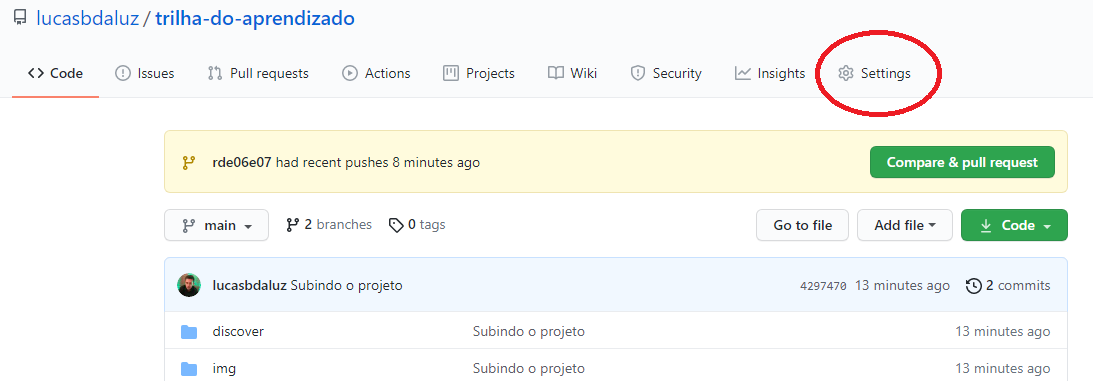 lucasbdaluz / trilha-do-aprendizado
Code Issues Pull requests Actions Projects Wiki Security Insights Settings
rde06e07 had recent pushes 8 minutes ago Compare & pull request
main 2 branches 0 tags Go to file Add file Code
lucasbdaluz Subindo o projeto 4297470 13 minutes ago 2 commits
discover Subindo o projeto 13 minutes ago
img Subindo o projeto 13 minutes ago